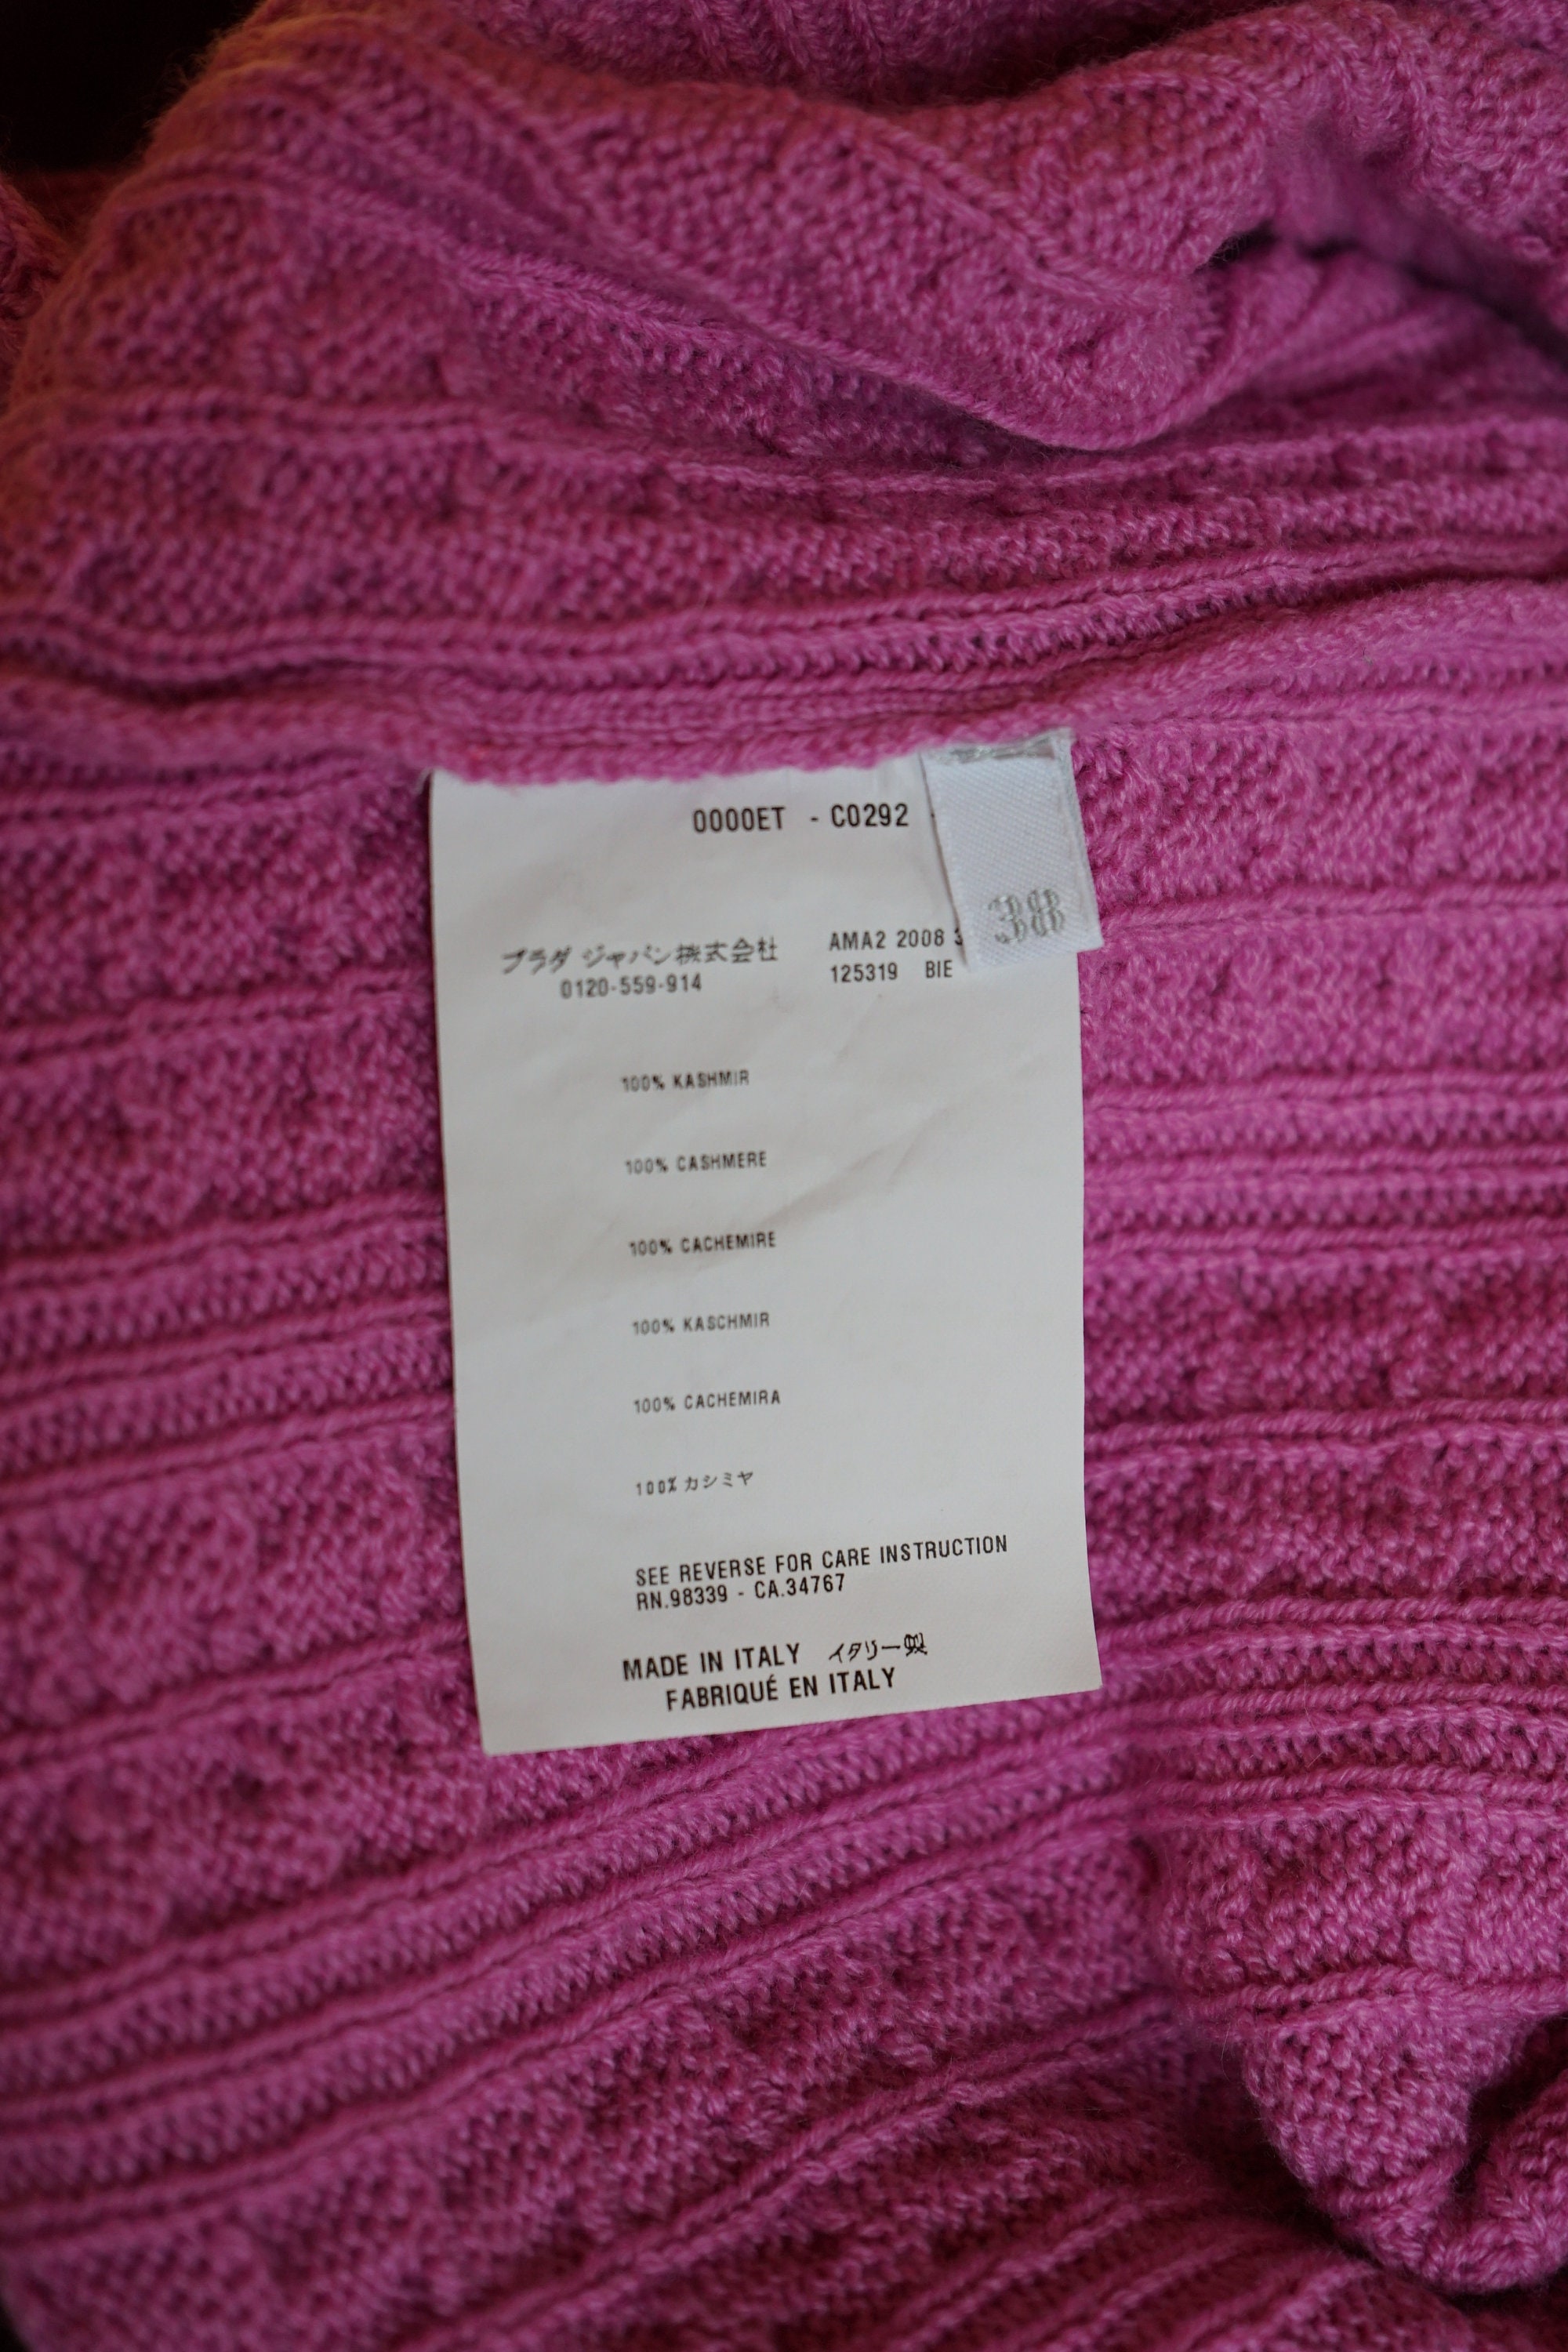 0000ET - C0292 -
38
プラダ ジャパン株式会社
0120-559-914
AMA2 2008 3
125319 BIE
100% KASHMIR
100% CASHMERE
100% CACHEMIRE
100% KASCHMIR
100% CACHEMIRA
100% カシミヤ
SEE REVERSE FOR CARE INSTRUCTION
RN.98339 - CA.34767
MADE IN ITALY イタリー製
FABRIQUÉ EN ITALY